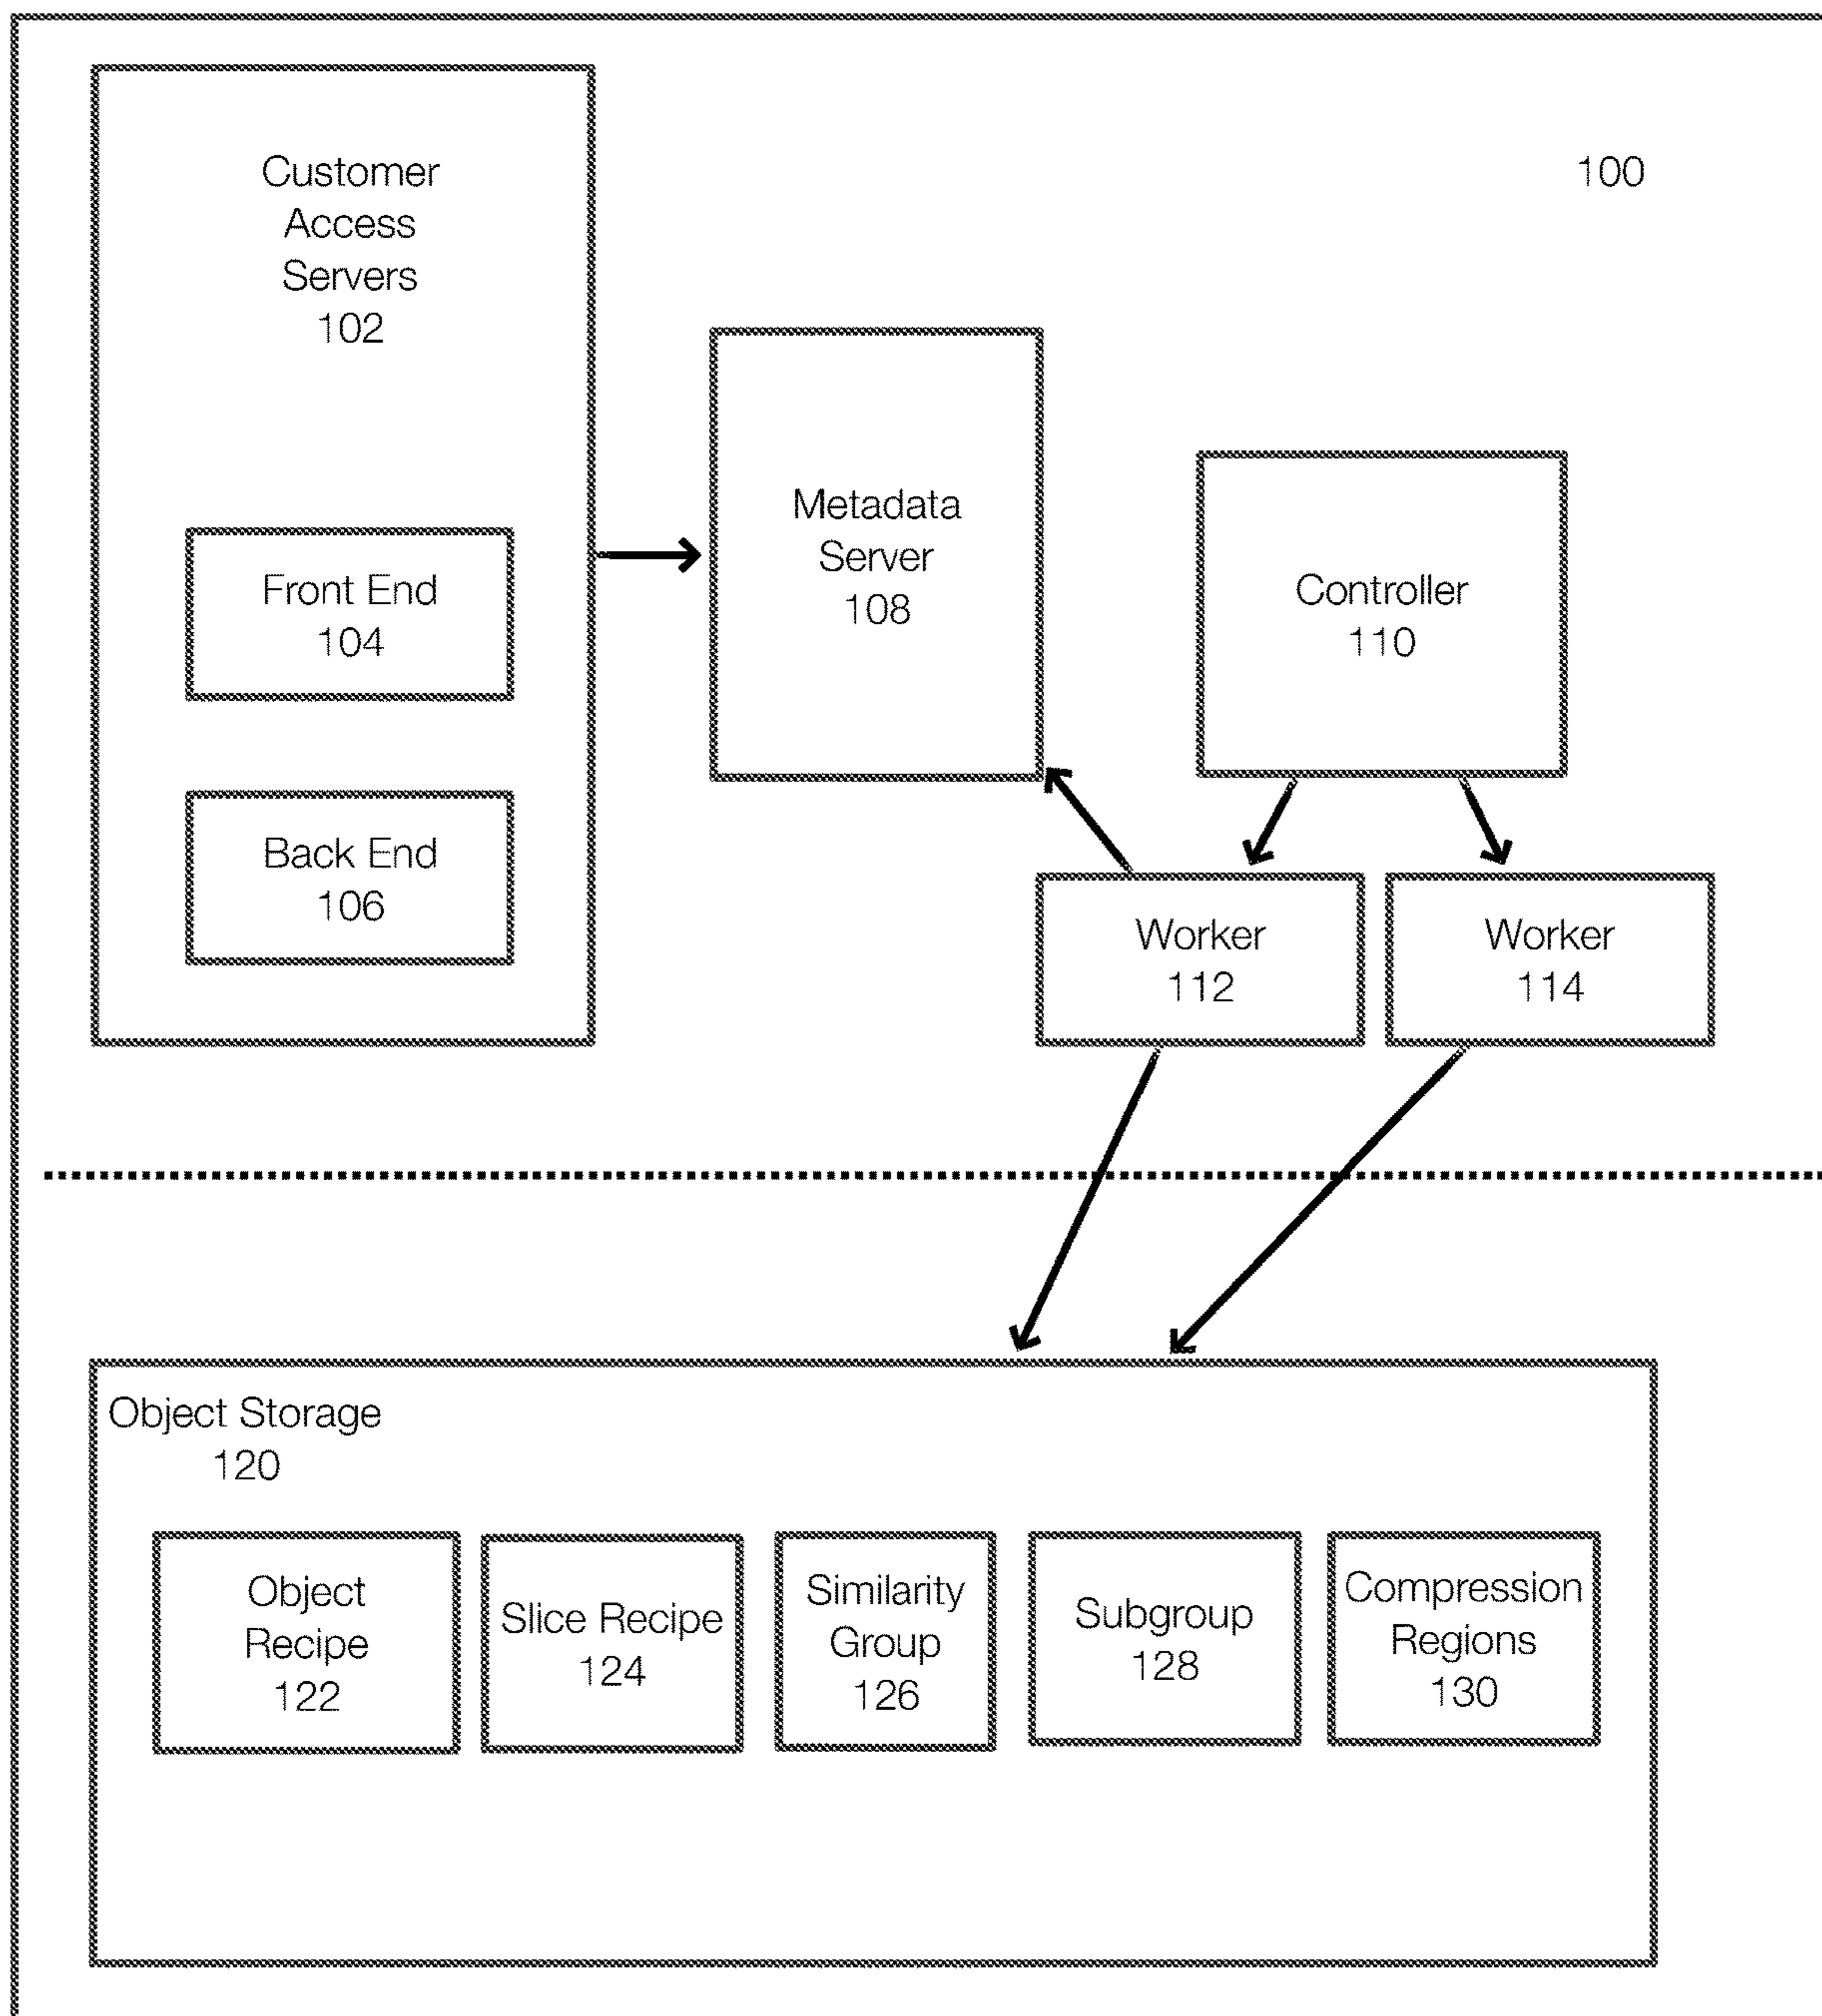 Customer
Access
Servers
102
100
Front End
104
Back End
106
Metadata
Server
108
Controller
110
Worker
112
Worker
114
Object Storage
120
Object
Recipe
122
Slice Recipe
124
Similarity
Group
126
Subgroup
128
Compression
Regions
130